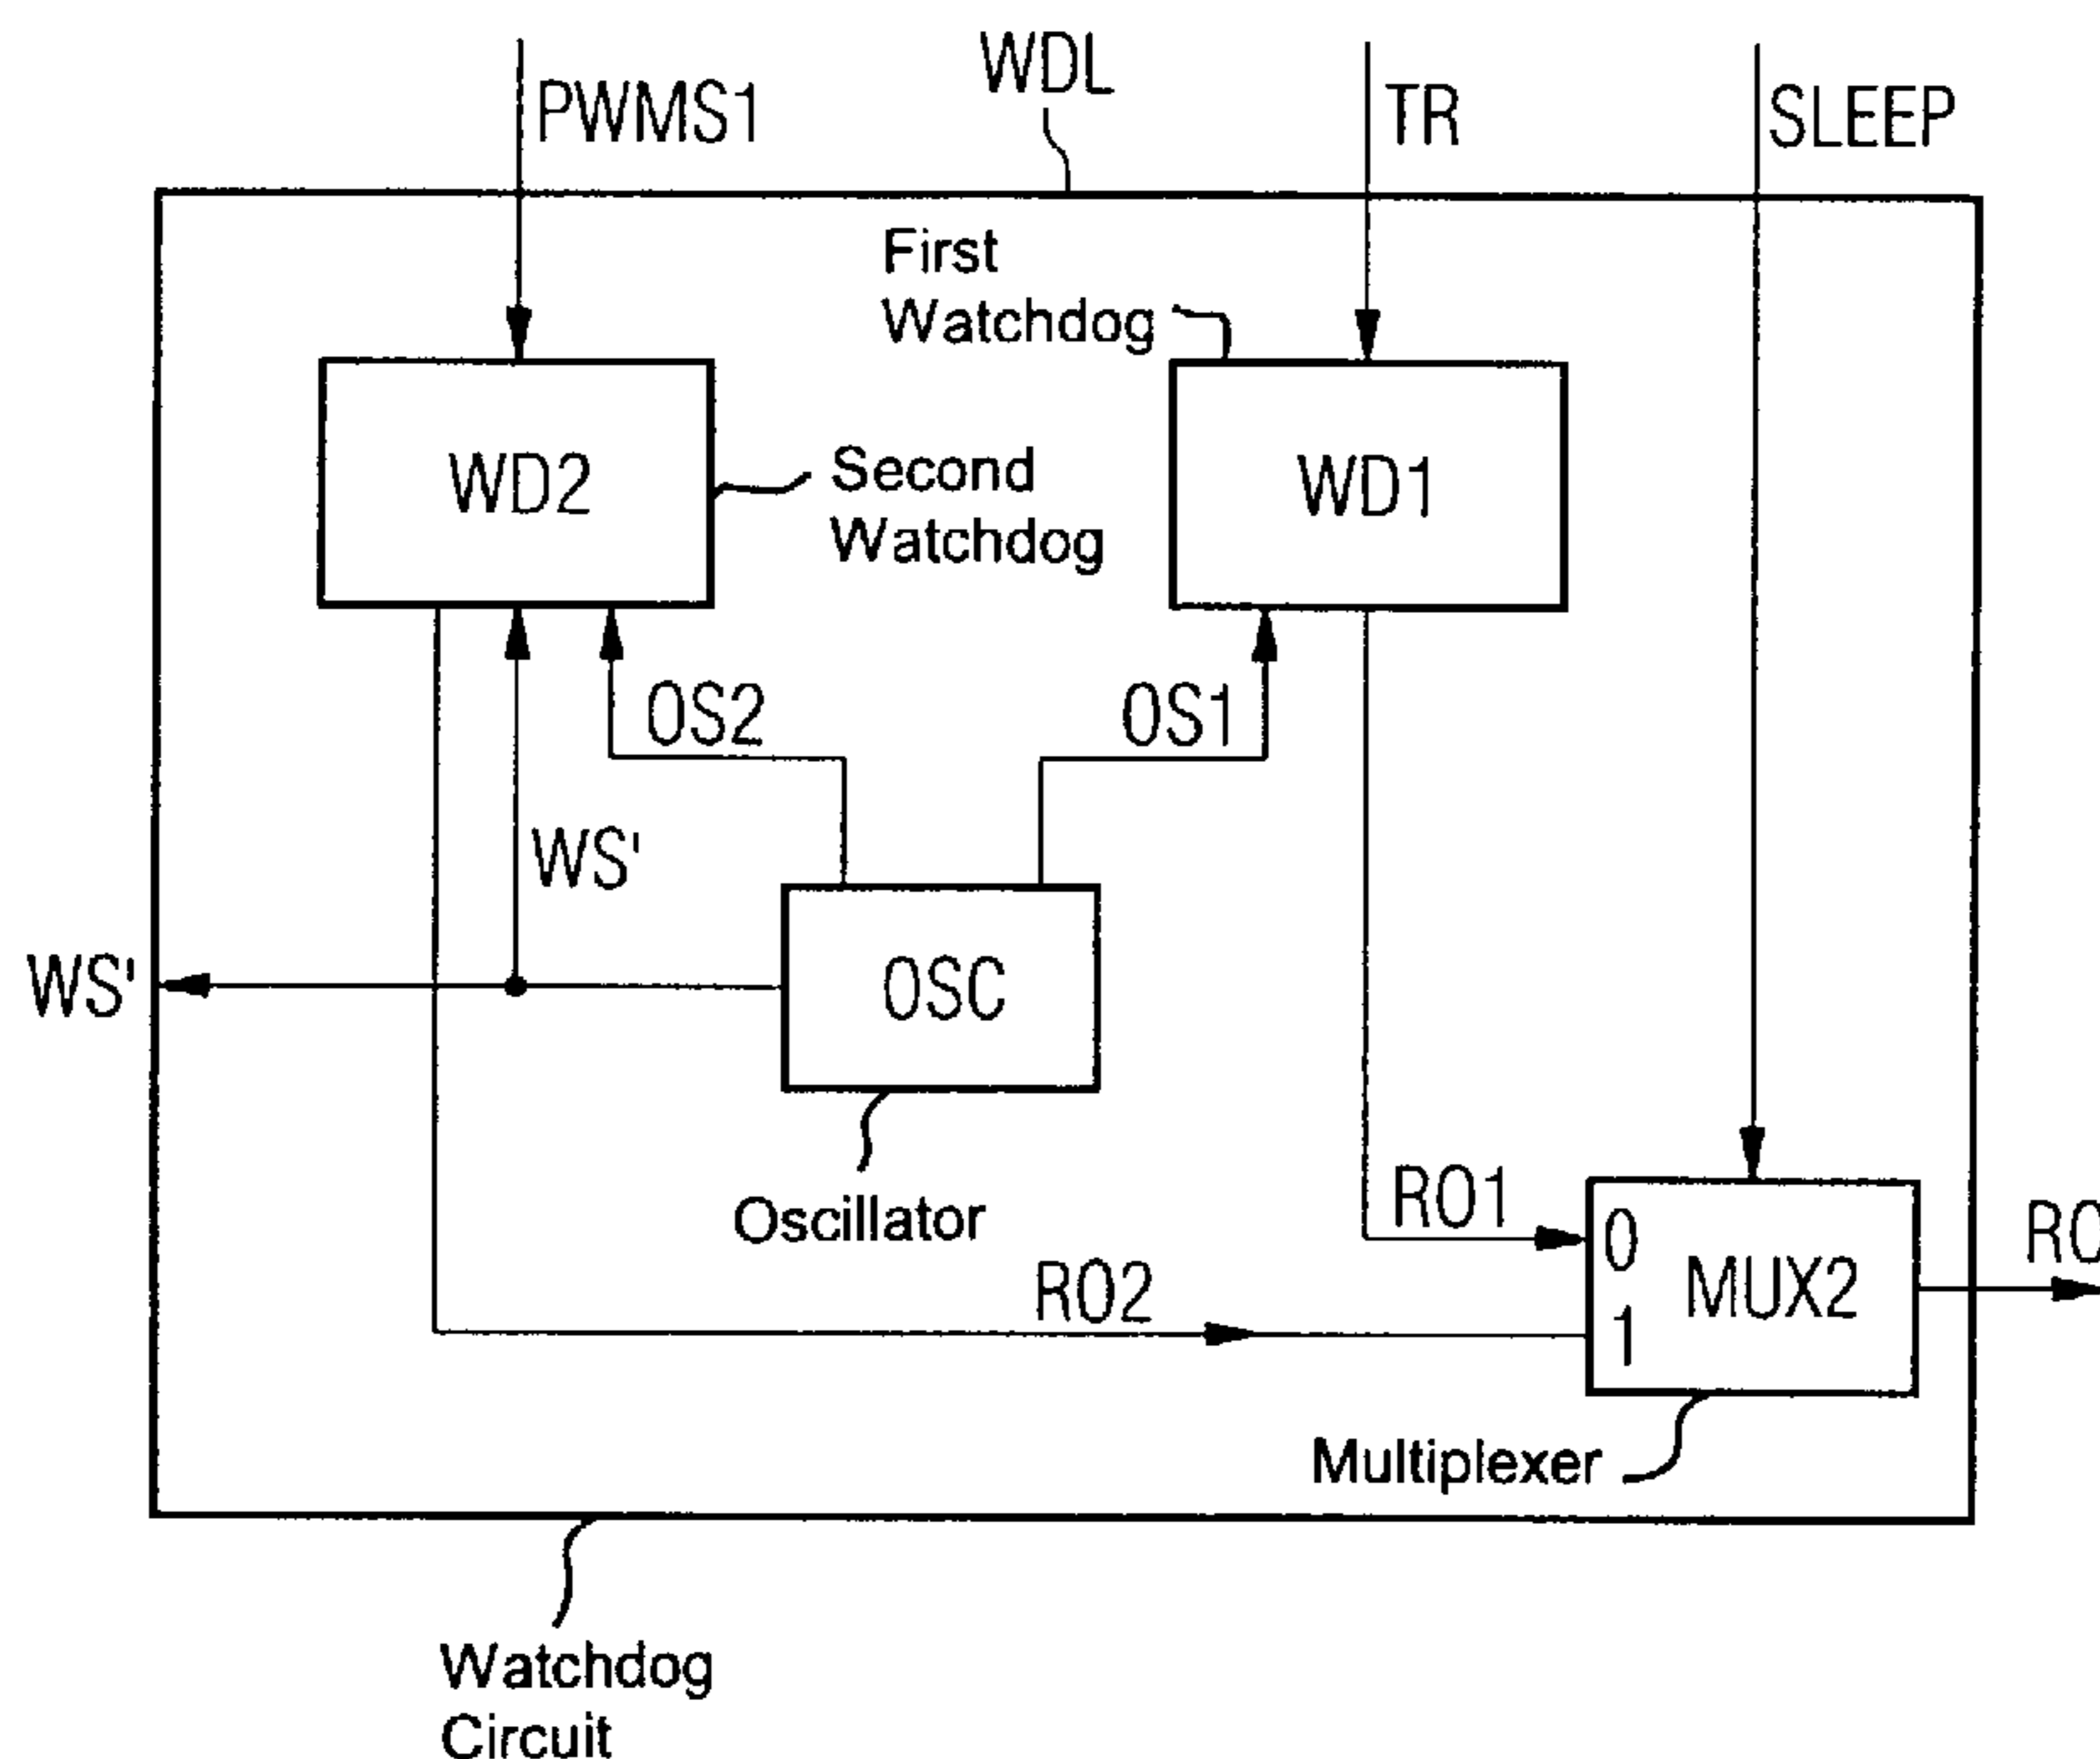 WDL
PWMS1
TR
SLEEP
First
Watchdog
WD2
Second
Watchdog
WD1
OS2
OS1
WS'
WS'
OSC
Oscillator
RO1
RO2
0
1
MUX2
RO
Multiplexer
Watchdog
Circuit